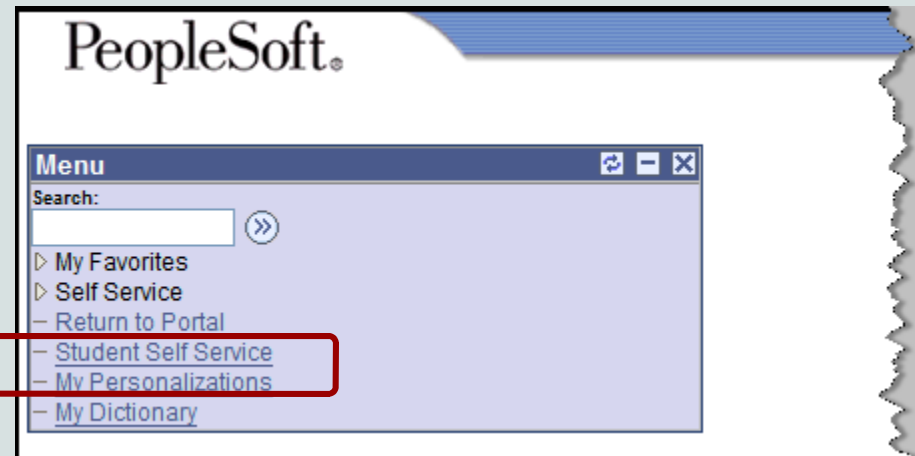 PeopleSoft®
Menu
Search:
My Favorites
Self Service
Return to Portal
Student Self Service
My Personalizations
My Dictionary